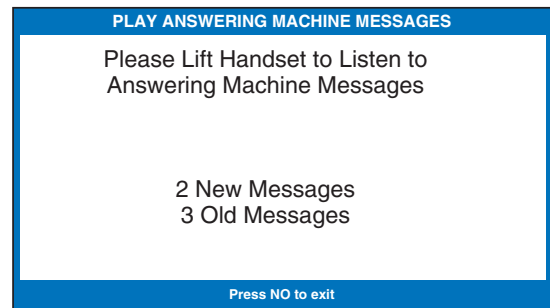 PLAY ANSWERING MACHINE MESSAGES
Please Lift Handset to Listen to
Answering Machine Messages
2 New Messages
3 Old Messages
Press NO to exit